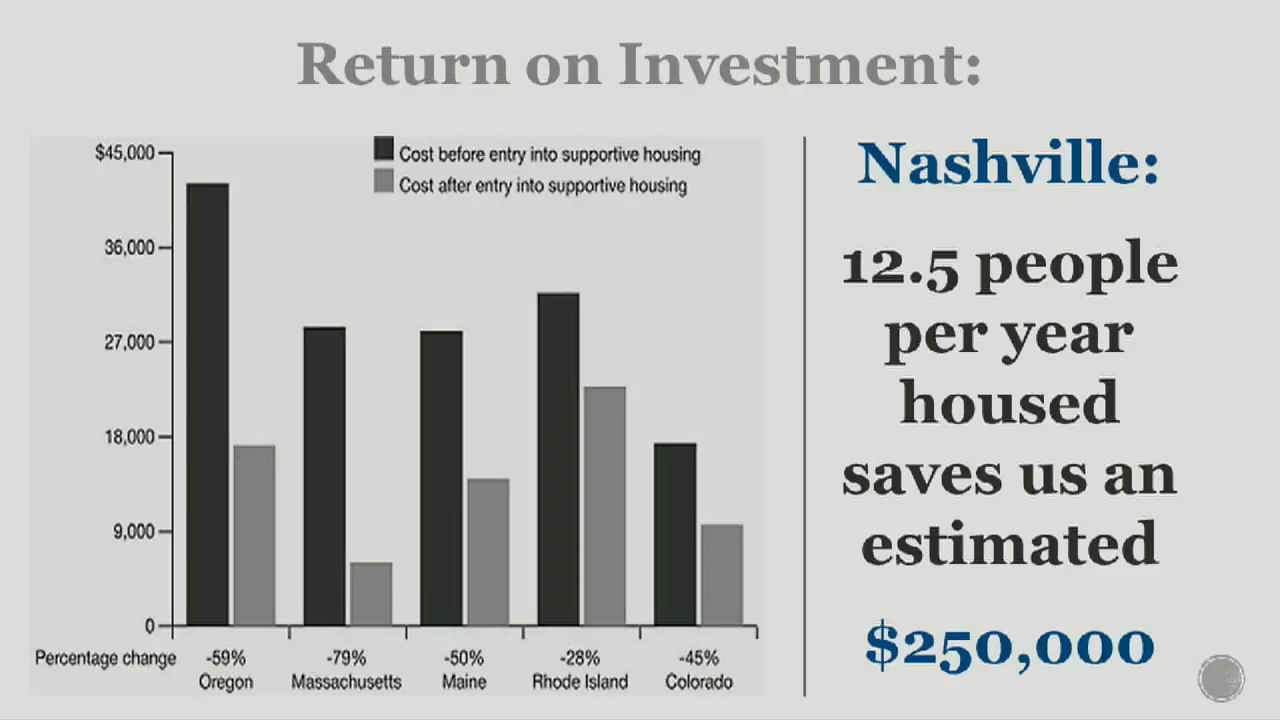 Return on Investment:
Cost before entry into supportive housing
Cost after entry into supportive housing
$45,000
36,000
27,000
18,000
9,000
0
Percentage change -59% -79% -50% -28% -45%
Oregon Massachusetts Maine Rhode Island Colorado
Nashville:
12.5 people
per year
housed
saves us an
estimated
$250,000